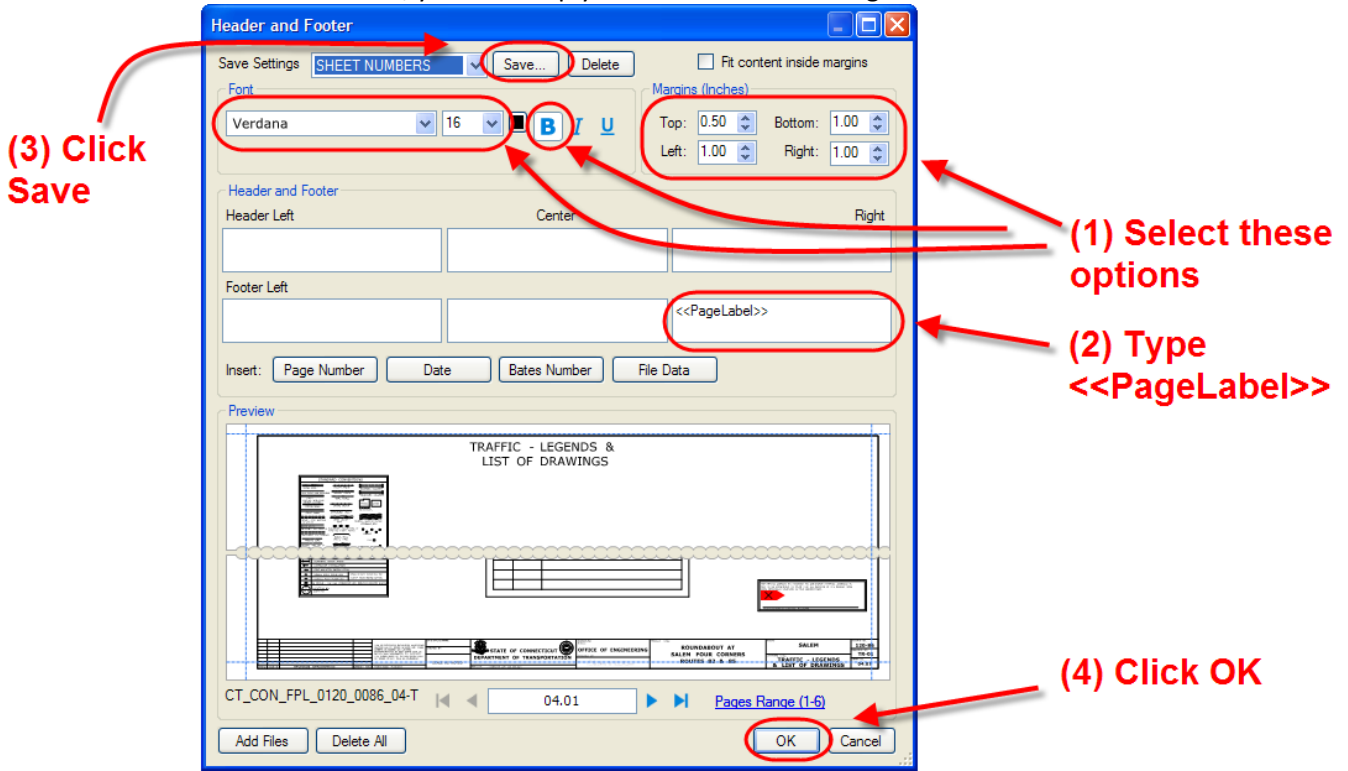 Header and Footer
Save Settings SHEET NUMBERS Save... Delete Fit content inside margins
Font Margins (Inches)
Verdana 16 B I U Top: 0.50 Bottom: 1.00
Left: 1.00 Right: 1.00
(3) Click
Save
Header and Footer
Header Left Center Right
(1) Select these
options
Footer Left
<<PageLabel>>
(2) Type
<<PageLabel>>
Insert: Page Number Date Bates Number File Data
Preview
TRAFFIC - LEGENDS &
LIST OF DRAWINGS
STATE OF CONNECTICUT
DEPARTMENT OF TRANSPORTATION
OFFICE OF ENGINEERING
ROUNDABOUT AT
SALEM FOUR CORNERS
ROUTES 82 & 85
SALEM
TRAFFIC - LEGENDS
& LIST OF DRAWINGS
CT_CON_FPL_0120_0086_04-T 04.01 Pages Range (1-6)
(4) Click OK
Add Files Delete All OK Cancel